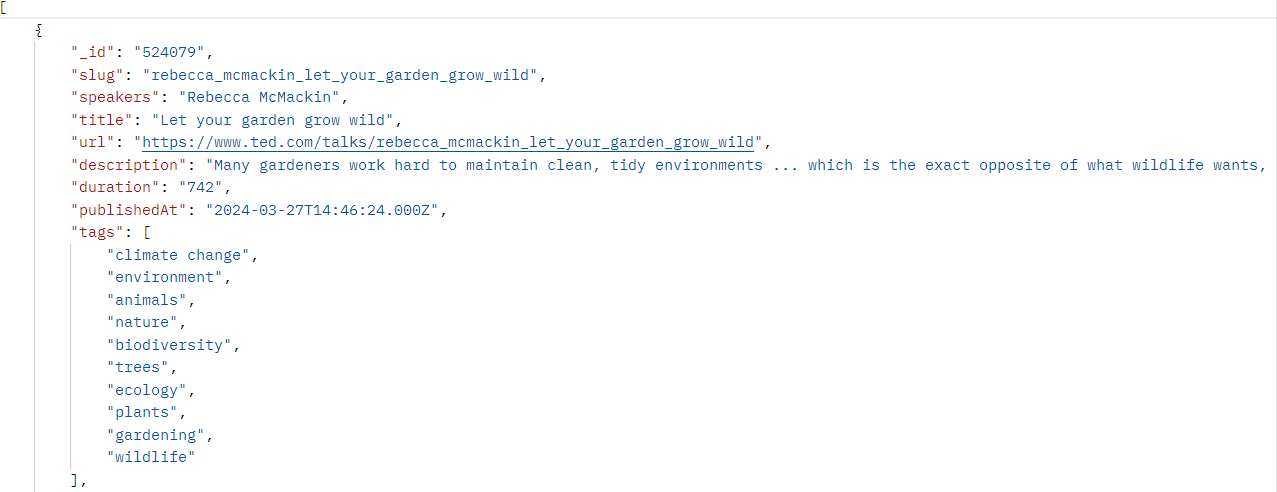 [
{
"_id": "524079",
"slug": "rebecca_mcmackin_let_your_garden_grow_wild",
"speakers": "Rebecca McMackin",
"title": "Let your garden grow wild",
"url": "https://www.ted.com/talks/rebecca_mcmackin_let_your_garden_grow_wild",
"description": "Many gardeners work hard to maintain clean, tidy environments ... which is the exact opposite of what wildlife wants,
"duration": "742",
"publishedAt": "2024-03-27T14:46:24.000Z",
"tags": [
"climate change",
"environment",
"animals",
"nature",
"biodiversity",
"trees",
"ecology",
"plants",
"gardening",
"wildlife"
],